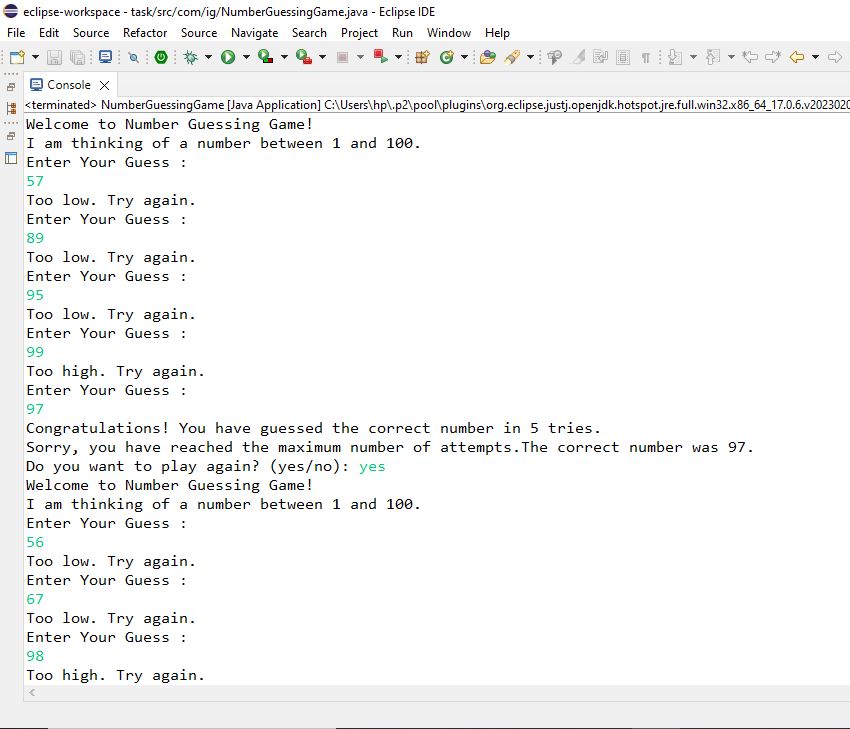 eclipse-workspace - task/src/com/ig/NumberGuessingGame.java - Eclipse IDE
File Edit Source Refactor Source Navigate Search Project Run Window Help
Console
<terminated> NumberGuessingGame [Java Application] C:\Users\hp\.p2\pool\plugins\org.eclipse.justj.openjdk.hotspot.jre.full.win32.x86_64_17.0.6.v2023020
Welcome to Number Guessing Game!
I am thinking of a number between 1 and 100.
Enter Your Guess :
57
Too low. Try again.
Enter Your Guess :
89
Too low. Try again.
Enter Your Guess :
95
Too low. Try again.
Enter Your Guess :
99
Too high. Try again.
Enter Your Guess :
97
Congratulations! You have guessed the correct number in 5 tries.
Sorry, you have reached the maximum number of attempts.The correct number was 97.
Do you want to play again? (yes/no): yes
Welcome to Number Guessing Game!
I am thinking of a number between 1 and 100.
Enter Your Guess :
56
Too low. Try again.
Enter Your Guess :
67
Too low. Try again.
Enter Your Guess :
98
Too high. Try again.